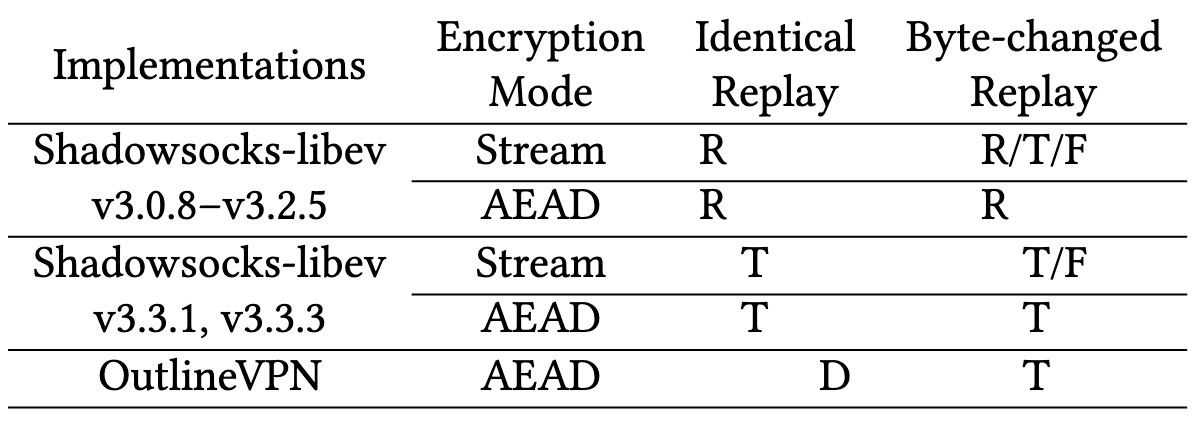 Implementations Encryption Mode Identical Replay Byte-changed Replay
Shadowsocks-libev Stream R R/T/F
v3.0.8–v3.2.5 AEAD R R
Shadowsocks-libev Stream T T/F
v3.3.1, v3.3.3 AEAD T T
OutlineVPN AEAD D T